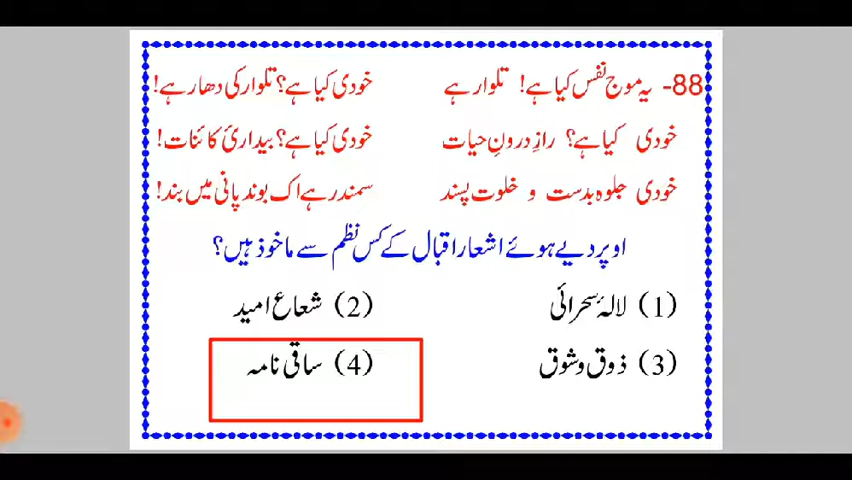 88- یہ موج نفس کیا ہے! تلوار ہے خودی کیا ہے؟ تلوار کی دھار ہے!
خودی کیا ہے؟ رازِ درونِ حیات خودی کیا ہے؟ بیداریٔ کائنات!
خودی جلوہ بدست و خلوت پسند سمندر ہے اک بوند پانی میں بند!
اوپر دیے ہوئے اشعار اقبال کے کس نظم سے ماخوذ ہیں؟
(1) لالۂ سحرائی (2) شعاع امید
(3) ذوق و شوق (4) ساقی نامہ